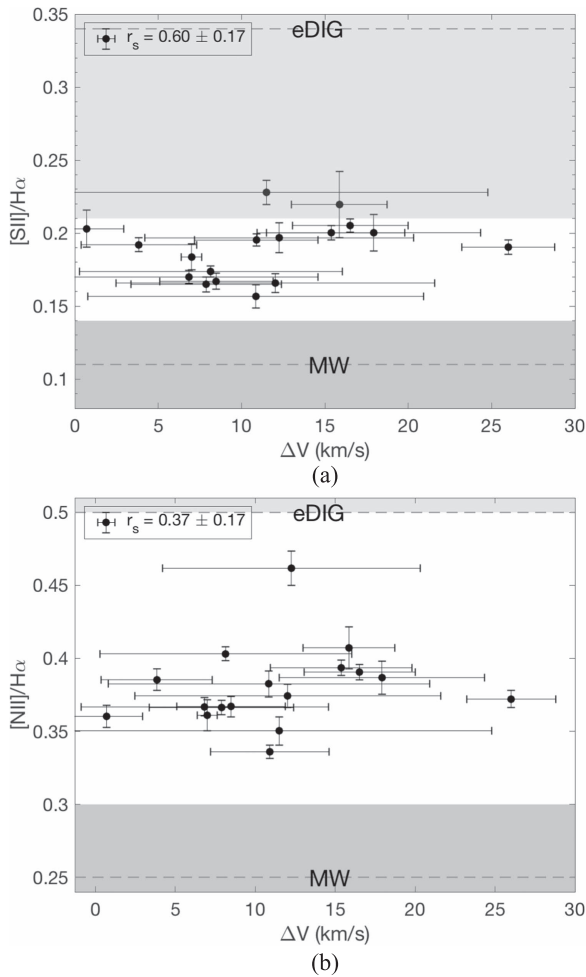 0.35
eDIG
r_s = 0.60 ± 0.17
0.3
0.25
[SII]/Hα
0.2
0.15
MW
0.1
0 5 10 15 20 25 30
ΔV (km/s)
(a)
0.5
eDIG
r_s = 0.37 ± 0.17
0.45
0.4
[NII]/Hα
0.35
0.3
0.25
MW
0 5 10 15 20 25 30
ΔV (km/s)
(b)